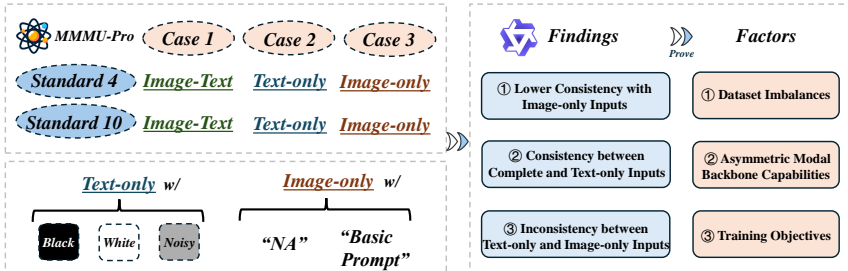 MMMU-Pro Case 1 Case 2 Case 3
Standard 4 Image-Text Text-only Image-only
Standard 10 Image-Text Text-only Image-only
Text-only w/ Image-only w/
Black White Noisy “NA” “Basic
Prompt”
Findings Prove Factors
① Lower Consistency with
Image-only Inputs
① Dataset Imbalances
② Consistency between
Complete and Text-only Inputs
② Asymmetric Modal
Backbone Capabilities
③ Inconsistency between
Text-only and Image-only Inputs
③ Training Objectives